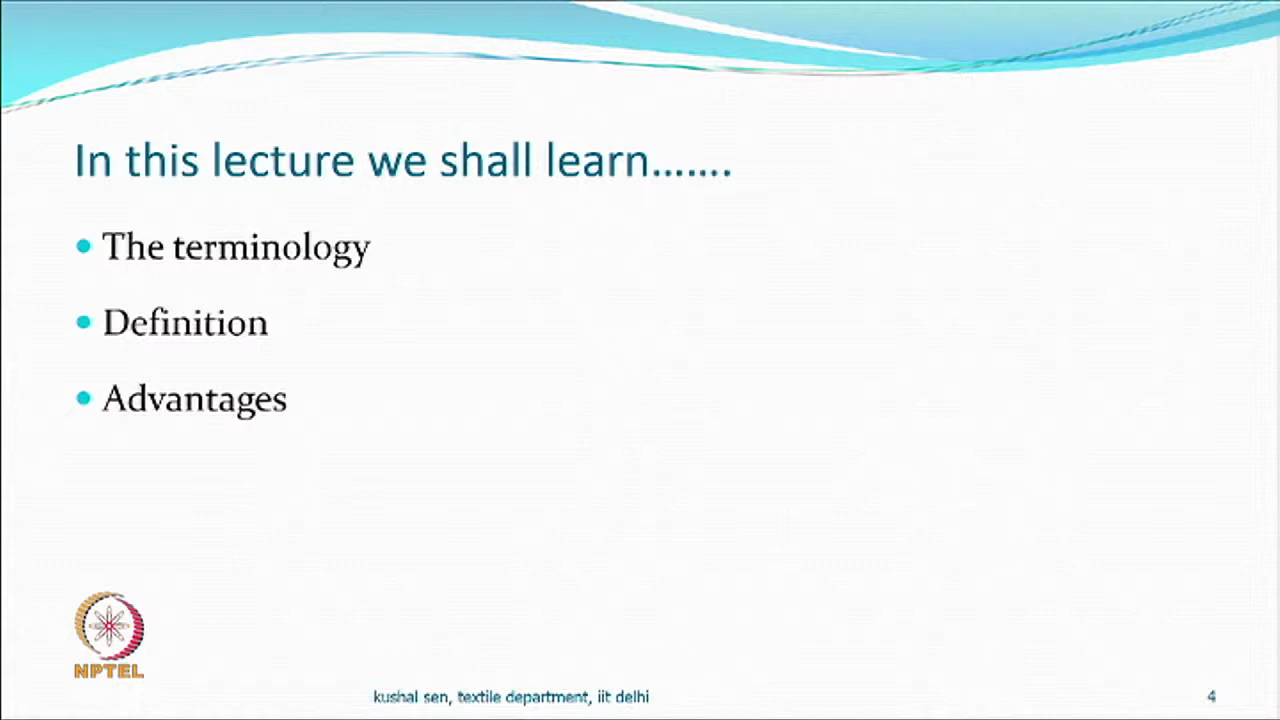 In this lecture we shall learn.......
The terminology
Definition
Advantages
NPTEL
kushal sen, textile department, iit delhi
4